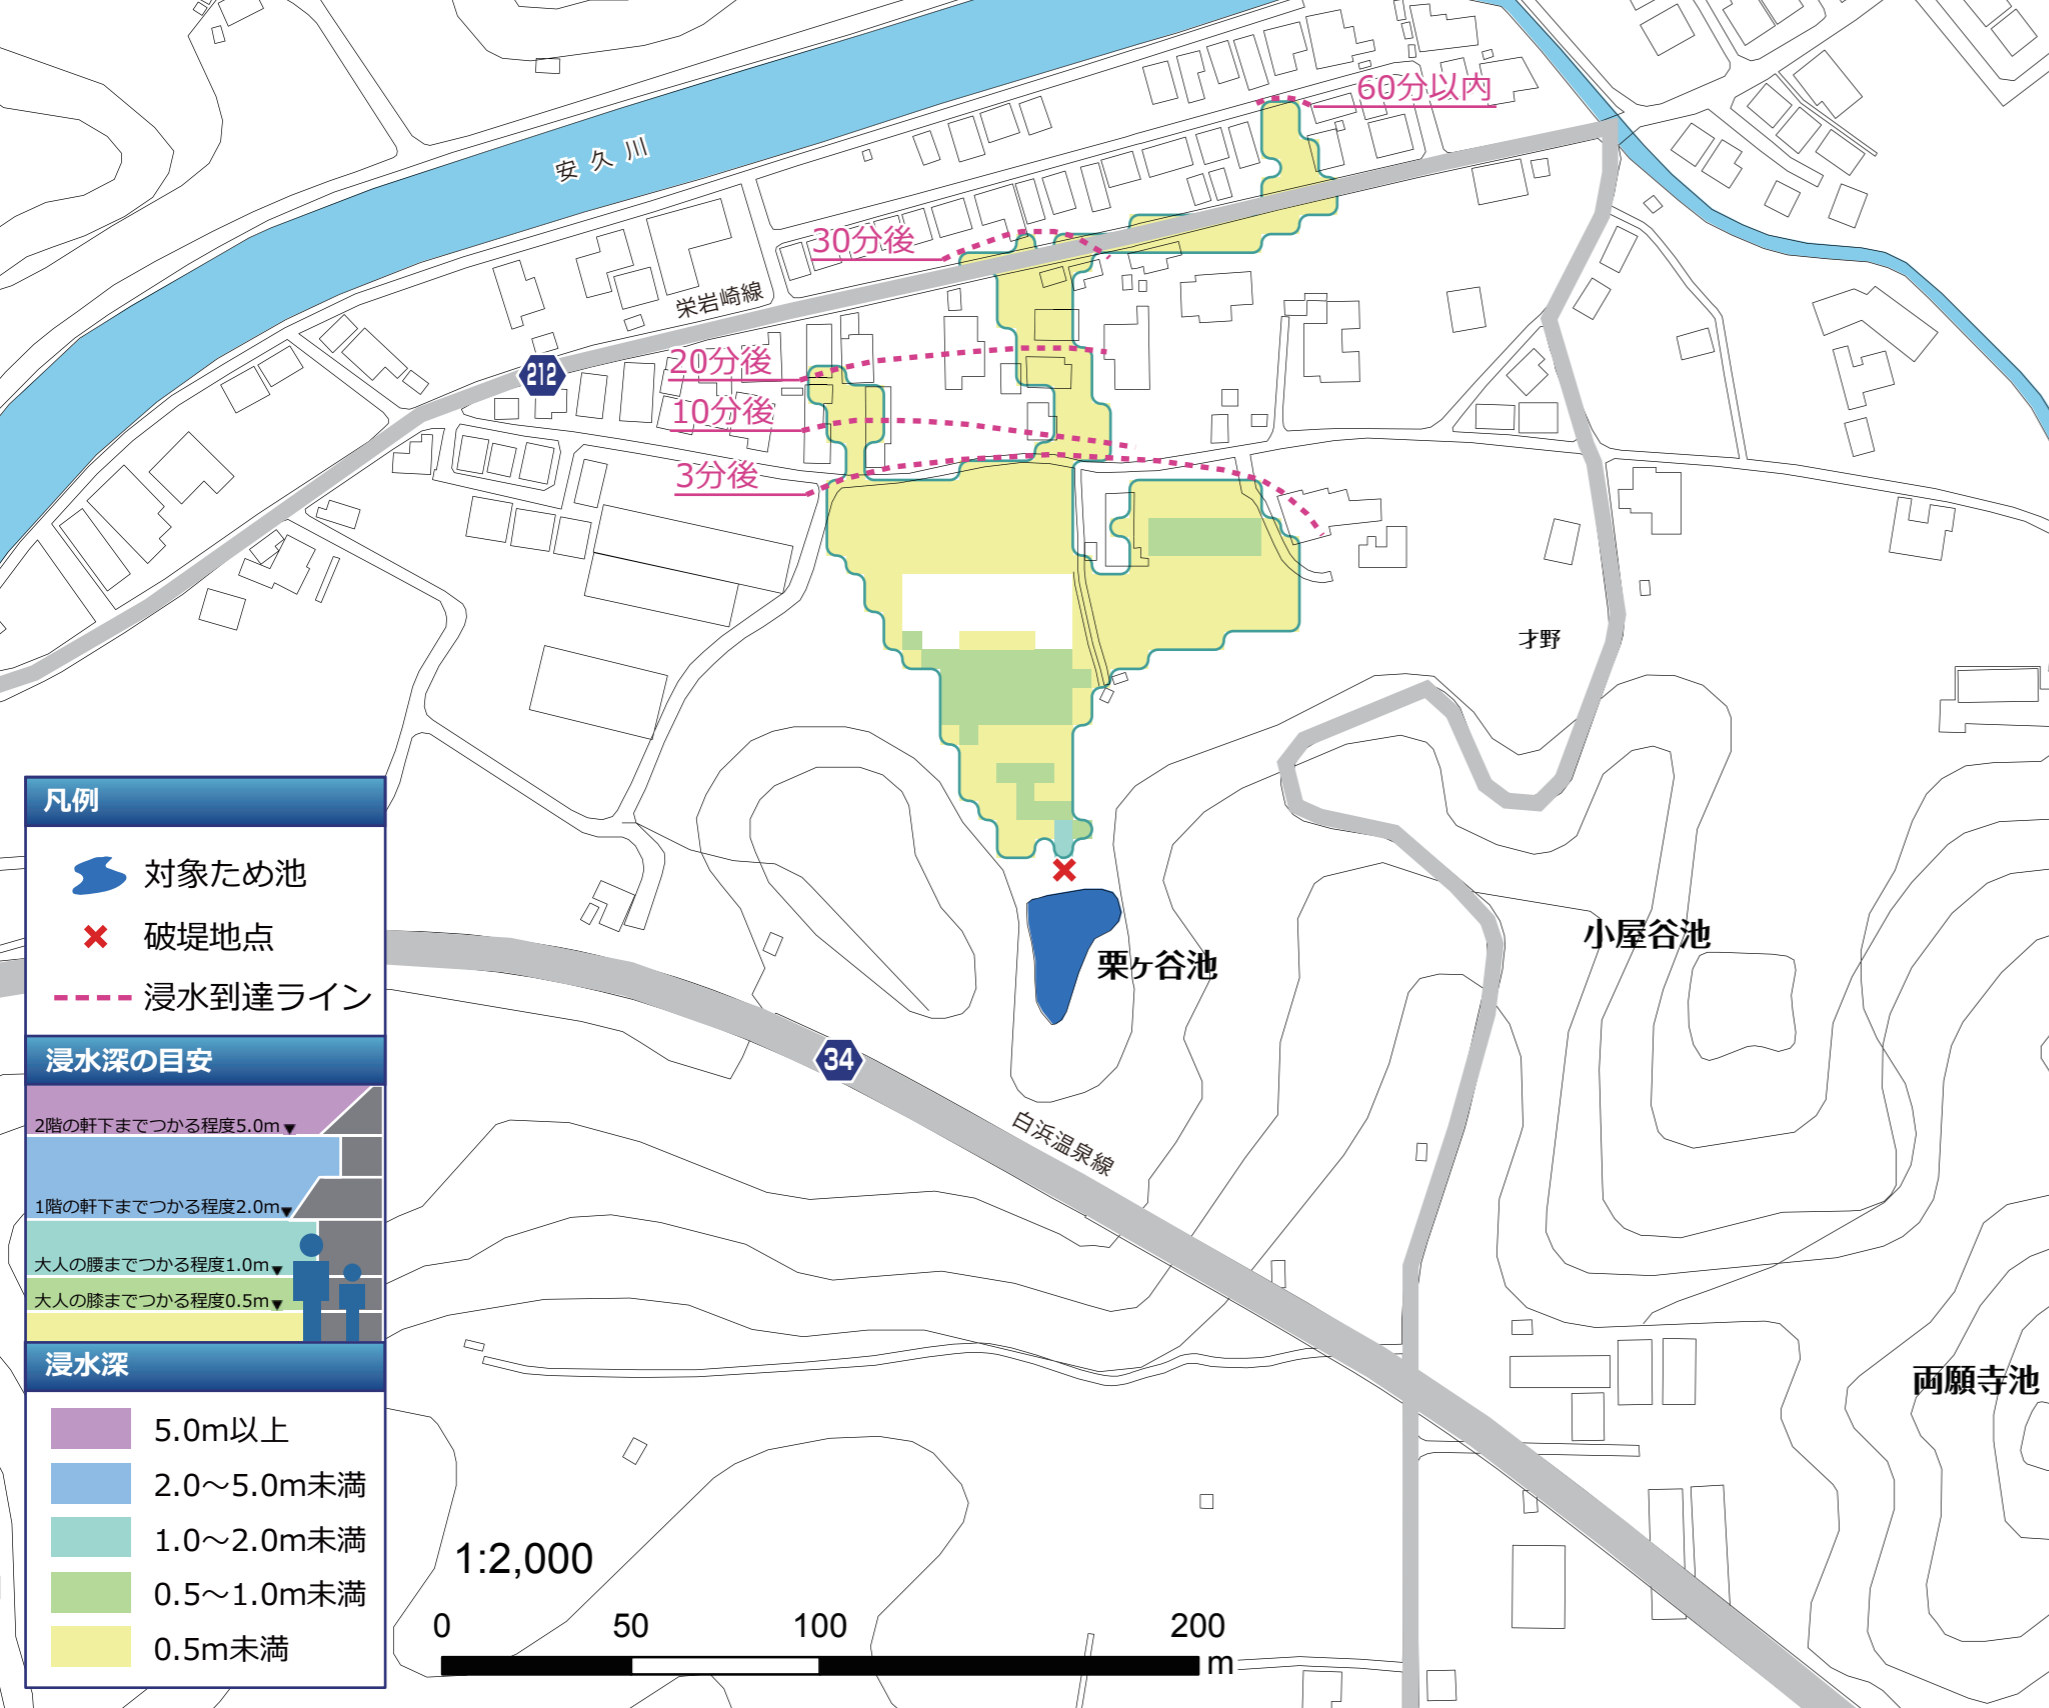 60分以内
安久川
30分後
栄岩崎線
20分後
212
10分後
3分後
才野
凡例
対象ため池
破堤地点
浸水到達ライン
小屋谷池
栗ヶ谷池
34
浸水深の目安
2階の軒下までつかる程度5.0m▼
白浜温泉線
1階の軒下までつかる程度2.0m▼
大人の腰までつかる程度1.0m▼
大人の膝までつかる程度0.5m▼
浸水深
両願寺池
5.0m以上
2.0～5.0m未満
1.0～2.0m未満
0.5～1.0m未満
0.5m未満
1:2,000
0 50 100 200
m